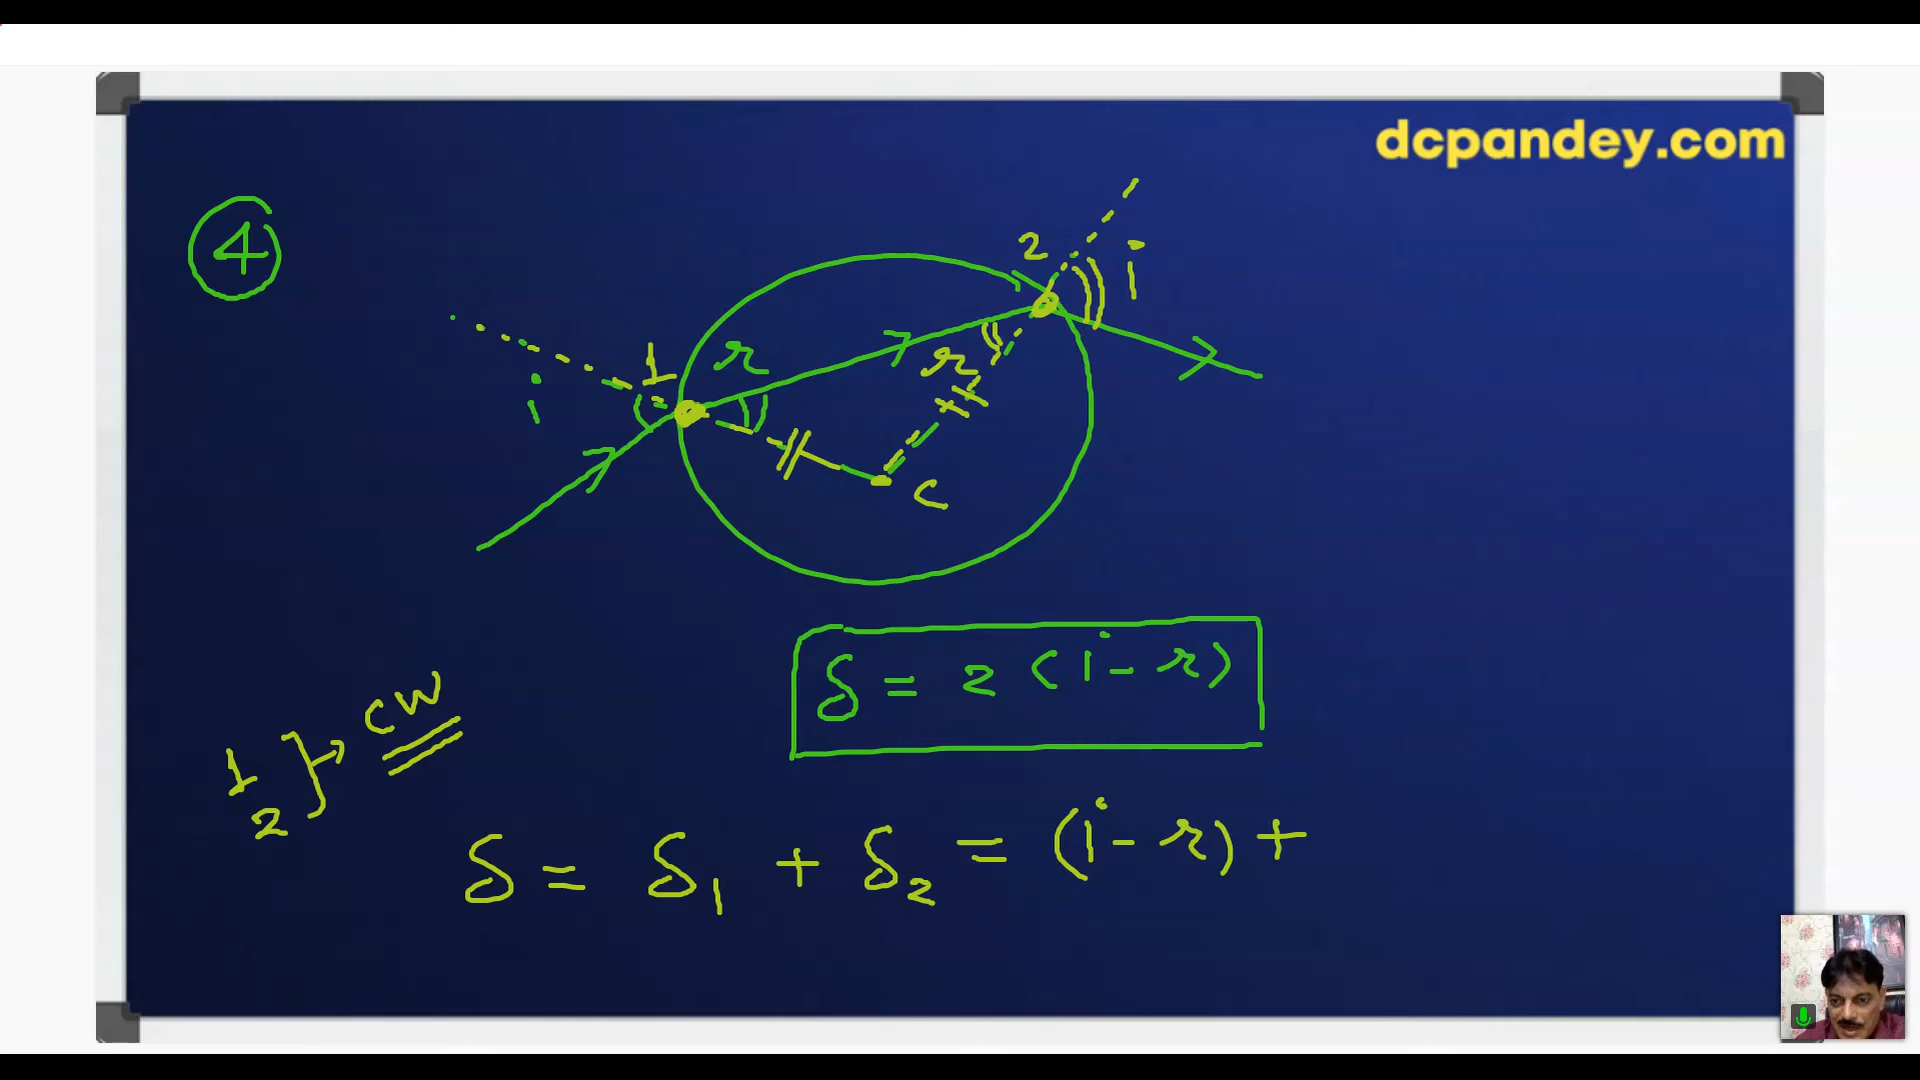 dcpandey.com
4
2
i
1
r
r
i
C
δ = 2 (i - r)
1
2 } → CW
δ = δ₁ + δ₂ = (i - r) +